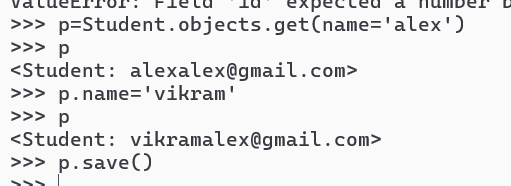 ValueError: Field 'id' expected a number b
>>> p=Student.objects.get(name='alex')
>>> p
<Student: alexalex@gmail.com>
>>> p.name='vikram'
>>> p
<Student: vikramalex@gmail.com>
>>> p.save()
>>>